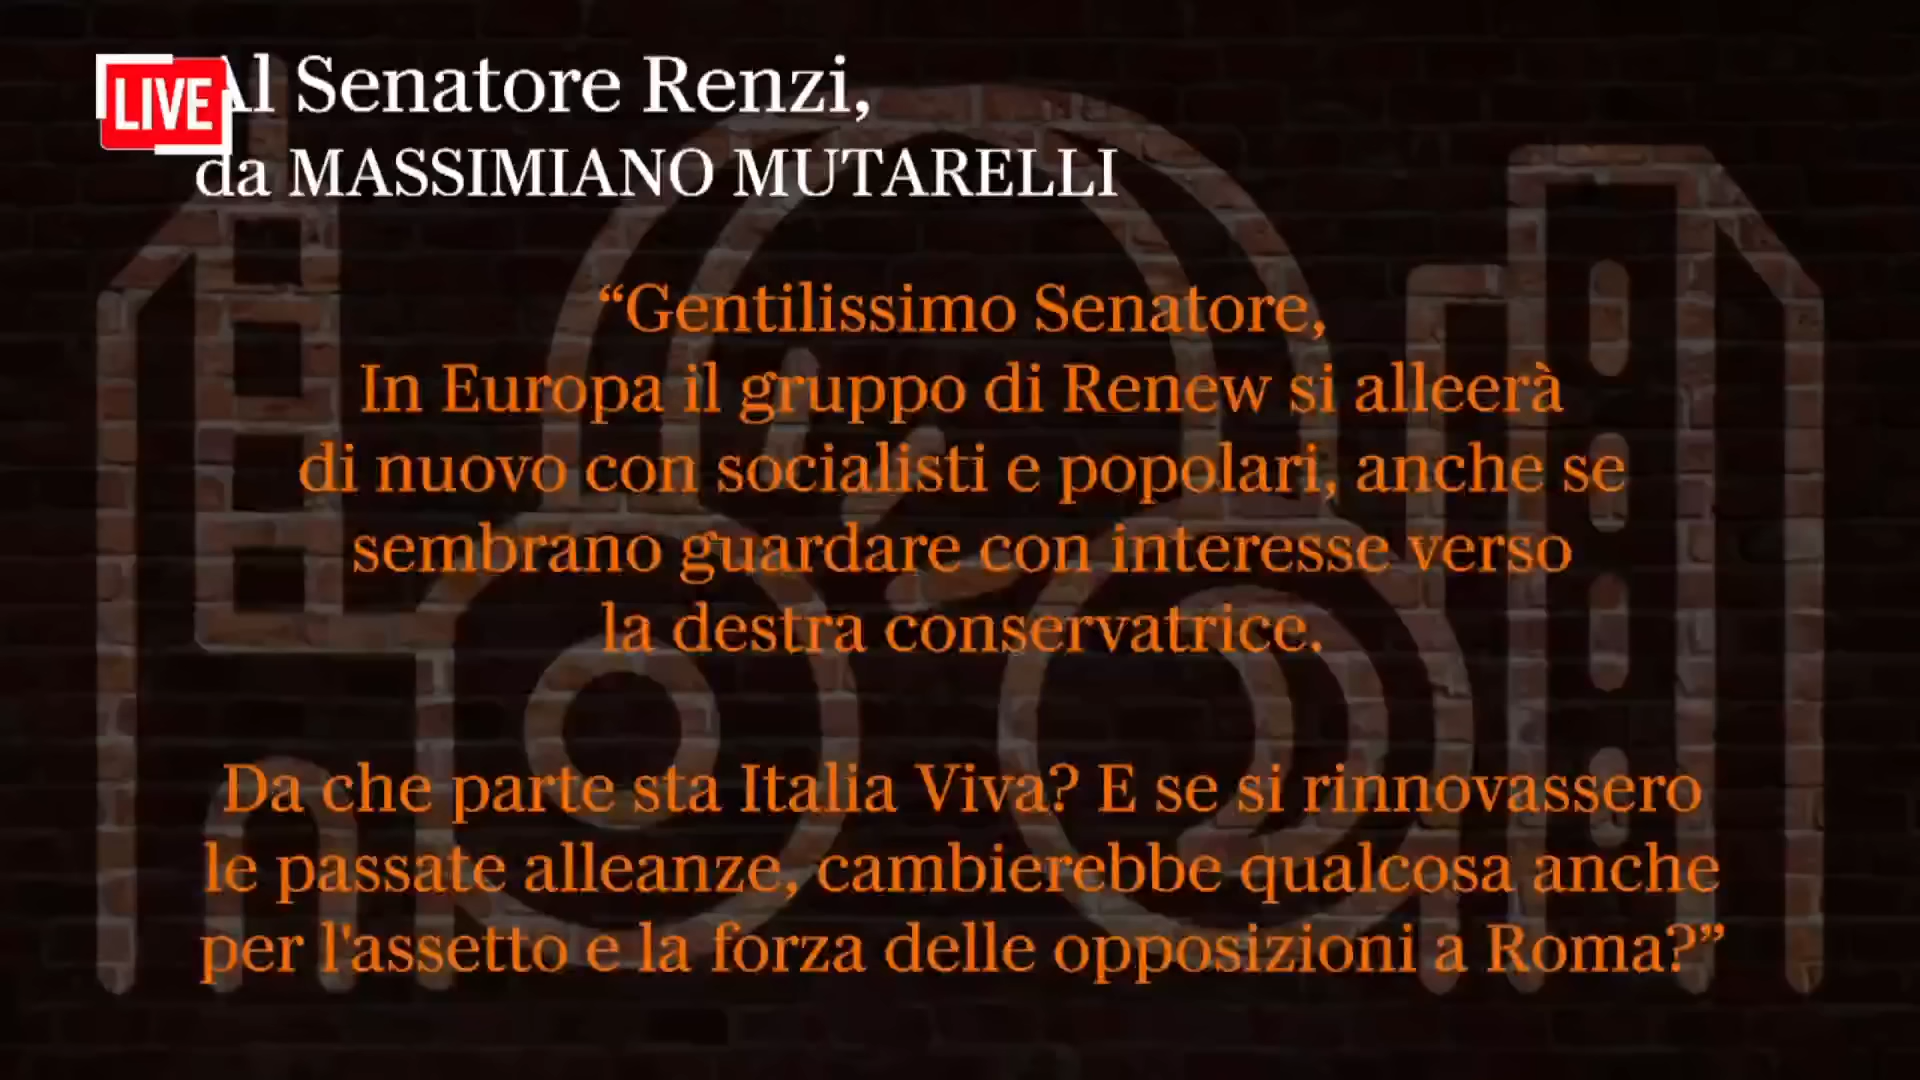 LIVE
Al Senatore Renzi,
da MASSIMIANO MUTARELLI
“Gentilissimo Senatore,
In Europa il gruppo di Renew si alleerà
di nuovo con socialisti e popolari, anche se
sembrano guardare con interesse verso
la destra conservatrice.
Da che parte sta Italia Viva? E se si rinnovassero
le passate alleanze, cambierebbe qualcosa anche
per l'assetto e la forza delle opposizioni a Roma?”